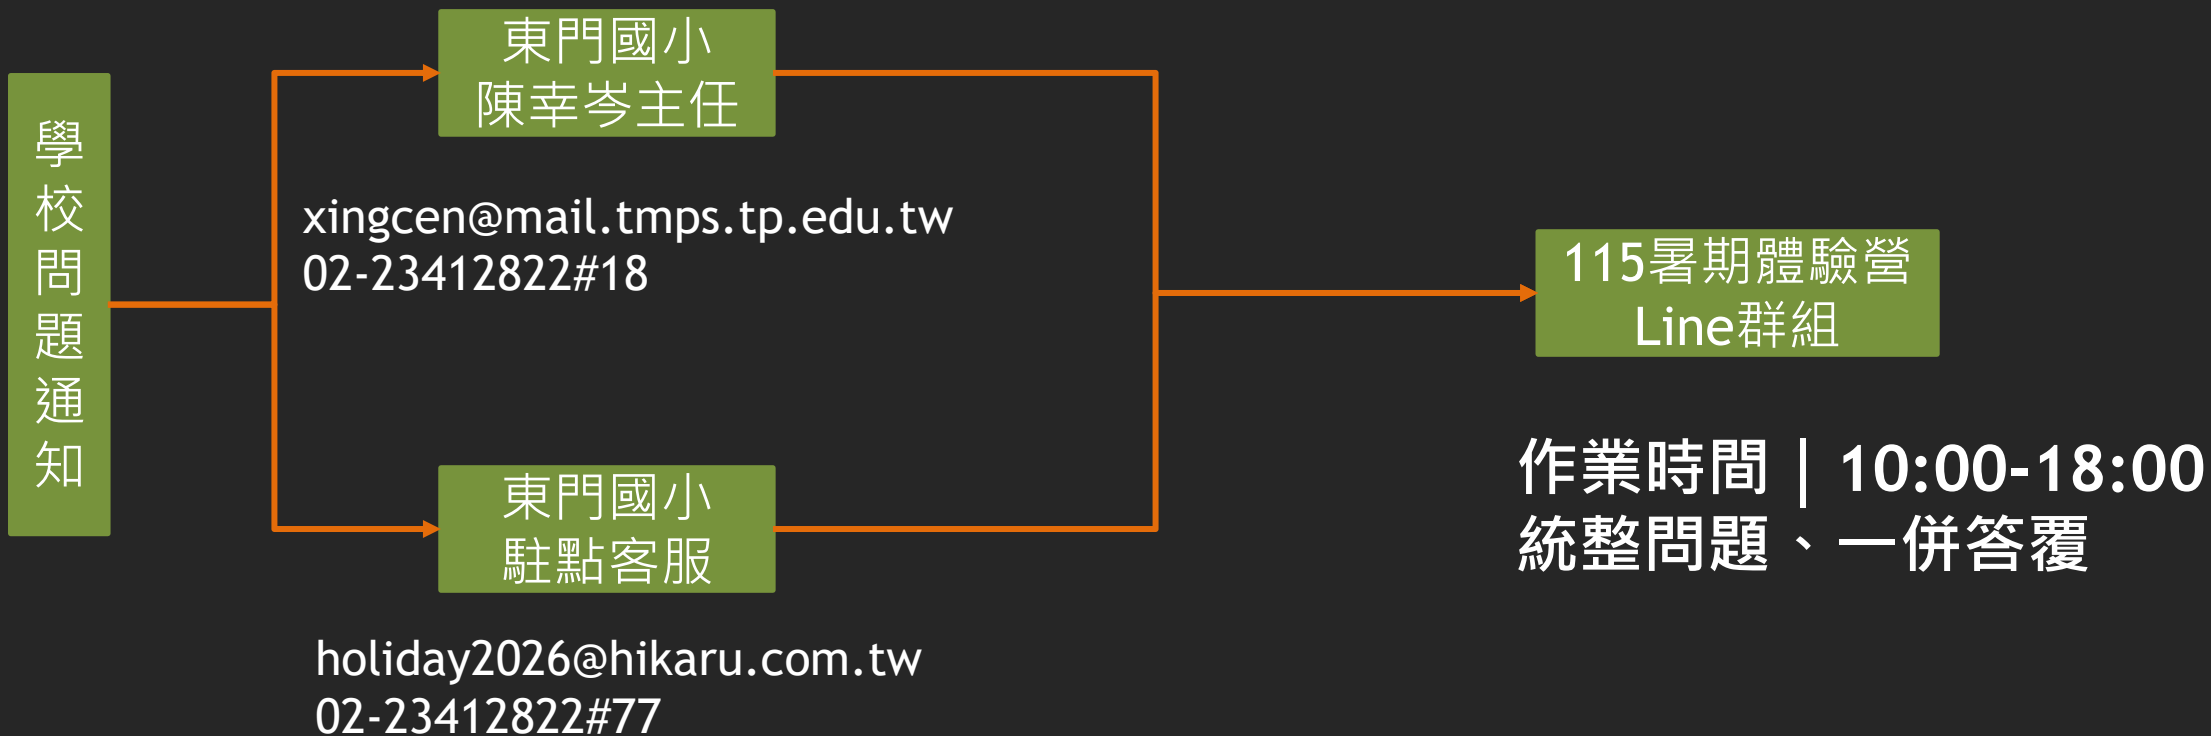 學校問題通知
東門國小
陳幸岑主任
xingcen@mail.tmps.tp.edu.tw
02-23412822#18
東門國小
駐點客服
holiday2026@hikaru.com.tw
02-23412822#77
115暑期體驗營
Line群組
作業時間｜10:00-18:00
統整問題、一併答覆